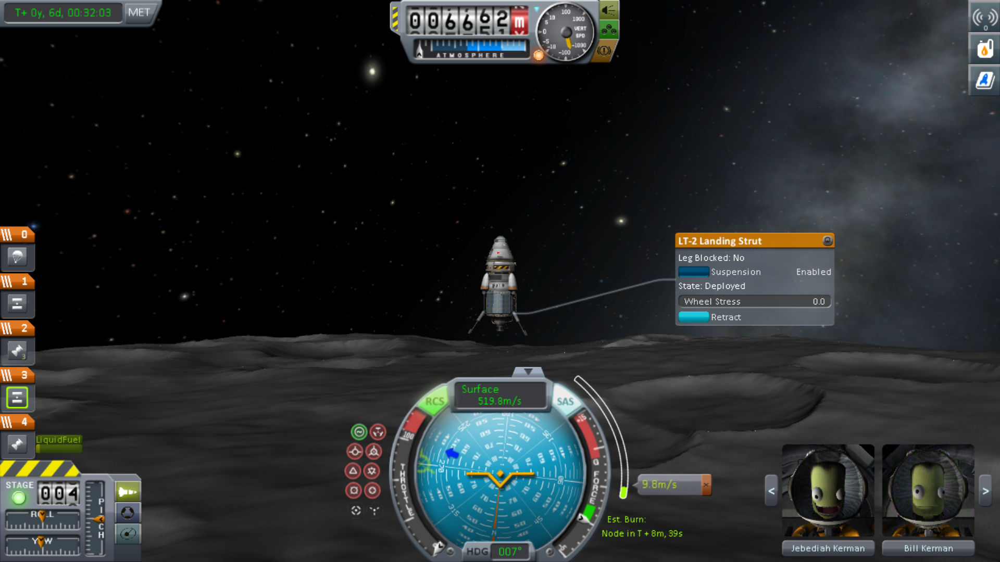 T+ 0y, 6d, 00:32:03
MET
006662 m
ATMOSPHERE
100
1000
10
5
0
-5
-10
-100
-1000
VERT
SPD
0
0
1
2
3
3
4
LiquidFuel
LT-2 Landing Strut
Leg Blocked: No
Suspension Enabled
State: Deployed
Wheel Stress 0.0
Retract
Surface
519.8m/s
RCS
SAS
100
THROTTLE
+15
G FORCE
9.8m/s
Est. Burn:
Node in T + 8m, 39s
HDG 007°
STAGE
004
ROLL
YAW
PITCH
<
>
Jebediah Kerman
Bill Kerman